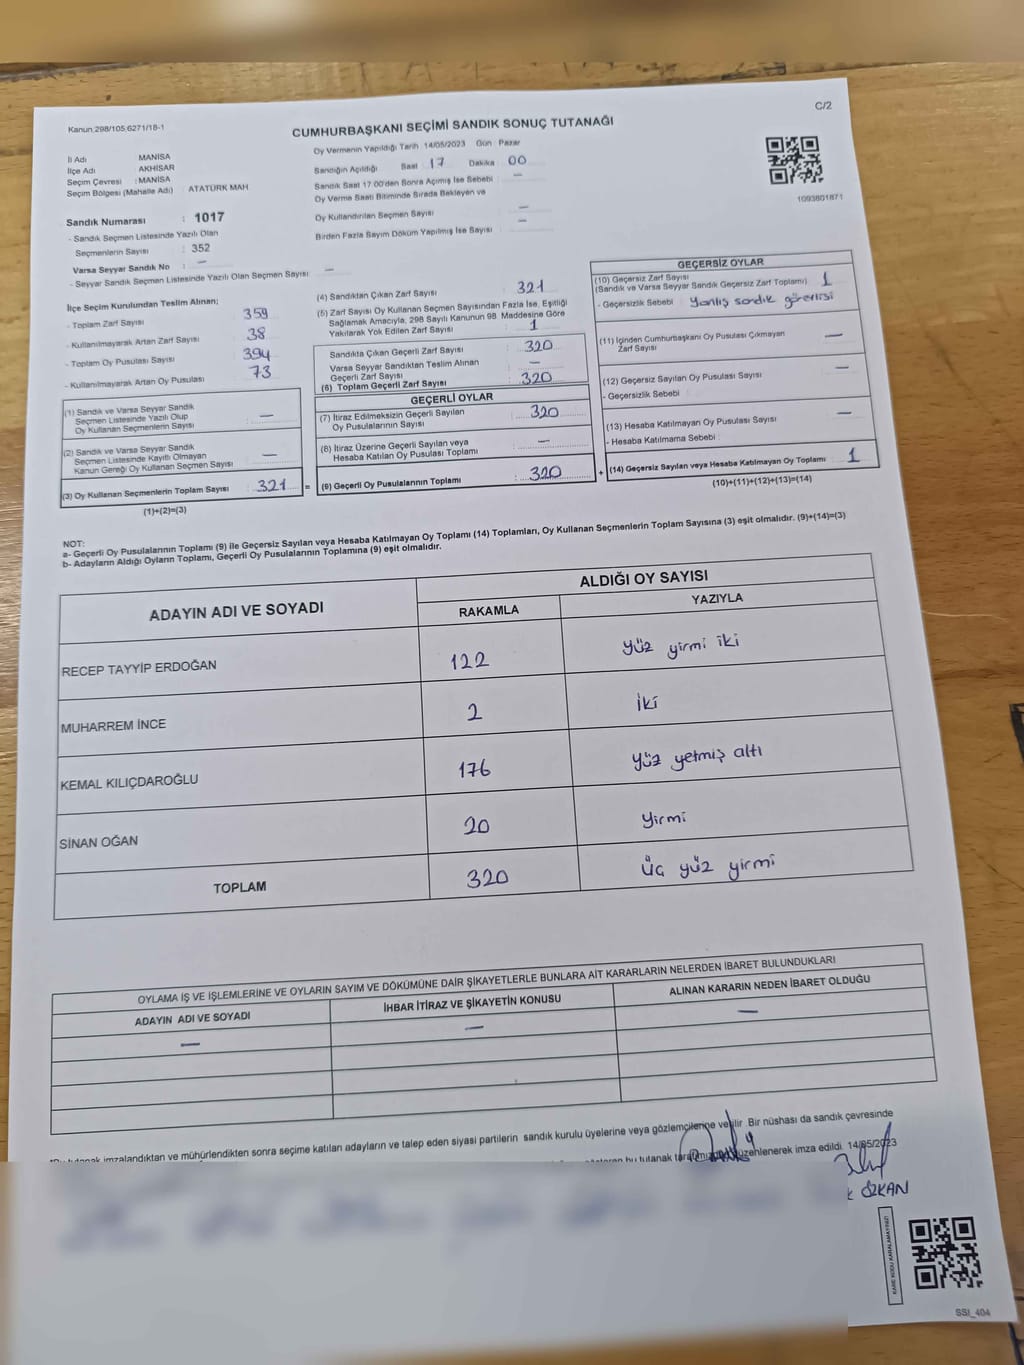 C/2
Kanun 298/105,6271/18-1
CUMHURBAŞKANI SEÇİMİ SANDIK SONUÇ TUTANAĞI
İl Adı MANİSA
İlçe Adı AKHİSAR
Seçim Çevresi : MANİSA
Seçim Bölgesi (Mahalle Adı) : ATATÜRK MAH
Sandık Numarası : 1017
- Sandık Seçmen Listesinde Yazılı Olan
Seçmenlerin Sayısı : 352
Varsa Seyyar Sandık No : —
- Seyyar Sandık Seçmen Listesinde Yazılı Olan Seçmen Sayısı : —
Oy Vermenin Yapıldığı Tarih 14/05/2023 Gün Pazar
Sandığın Açıldığı Saat 17 Dakika 00
Sandık Saat 17.00'den Sonra Açımış İse Sebebi : —
Oy Verme Saati Bitiminde Sırada Bekleyen ve
Oy Kullandırılan Seçmen Sayısı : —
Birden Fazla Sayım Döküm Yapılmış İse Sayısı : —
1093801871
İlçe Seçim Kurulundan Teslim Alınan;
- Toplam Zarf Sayısı : 359
- Kullanılmayarak Artan Zarf Sayısı : 38
- Toplam Oy Pusulası Sayısı : 394
- Kullanılmayarak Artan Oy Pusulası : 73
(1) Sandık ve Varsa Seyyar Sandık
Seçmen Listesinde Yazılı Olup
Oy Kullanan Seçmenlerin Sayısı : —
(2) Sandık ve Varsa Seyyar Sandık
Seçmen Listesinde Kayıtlı Olmayan
Kanun Gereği Oy Kullanan Seçmen Sayısı : —
(3) Oy Kullanan Seçmenlerin Toplam Sayısı : 321 =
(1)+(2)=(3)
(4) Sandıktan Çıkan Zarf Sayısı : 321
(5) Zarf Sayısı Oy Kullanan Seçmen Sayısından Fazla İse, Eşitliği
Sağlamak Amacıyla, 298 Sayılı Kanunun 98. Maddesine Göre
Yakılarak Yok Edilen Zarf Sayısı : 1
Sandıkta Çıkan Geçerli Zarf Sayısı : 320
Varsa Seyyar Sandıktan Teslim Alınan
Geçerli Zarf Sayısı : —
(6) Toplam Geçerli Zarf Sayısı : 320
GEÇERLİ OYLAR
(7) İtiraz Edilmeksizin Geçerli Sayılan
Oy Pusulalarının Sayısı : 320
(8) İtiraz Üzerine Geçerli Sayılan veya
Hesaba Katılan Oy Pusulası Toplamı : —
(9) Geçerli Oy Pusulalarının Toplamı : 320 +
GEÇERSİZ OYLAR
(10) Geçersiz Zarf Sayısı
(Sandık ve Varsa Seyyar Sandık Geçersiz Zarf Toplamı) : 1
- Geçersizlik Sebebi : Yanlış sandık görevlisi
(11) İçinden Cumhurbaşkanı Oy Pusulası Çıkmayan
Zarf Sayısı : —
(12) Geçersiz Sayılan Oy Pusulası Sayısı : —
- Geçersizlik Sebebi :
(13) Hesaba Katılmayan Oy Pusulası Sayısı : —
- Hesaba Katılmama Sebebi :
(14) Geçersiz Sayılan veya Hesaba Katılmayan Oy Toplamı : 1
(10)+(11)+(12)+(13)=(14)
NOT:
a- Geçerli Oy Pusulalarının Toplamı (9) ile Geçersiz Sayılan veya Hesaba Katılmayan Oy Toplamı (14) Toplamları, Oy Kullanan Seçmenlerin Toplam Sayısına (3) eşit olmalıdır. (9)+(14)=(3)
b- Adayların Aldığı Oyların Toplamı, Geçerli Oy Pusulalarının Toplamına (9) eşit olmalıdır.
ADAYIN ADI VE SOYADI ALDIĞI OY SAYISI
RAKAMLA YAZIYLA
RECEP TAYYİP ERDOĞAN 122 yüz yirmi iki
MUHARREM İNCE 2 iki
KEMAL KILIÇDAROĞLU 176 yüz yetmiş altı
SİNAN OĞAN 20 yirmi
TOPLAM 320 üç yüz yirmi
OYLAMA İŞ VE İŞLEMLERİNE VE OYLARIN SAYIM VE DÖKÜMÜNE DAİR ŞİKAYETLERLE BUNLARA AİT KARARLARIN NELERDEN İBARET BULUNDUKLARI
ADAYIN ADI VE SOYADI İHBAR İTİRAZ VE ŞİKAYETİN KONUSU ALINAN KARARIN NEDEN İBARET OLDUĞU
— — —
tutanak imzalandıktan ve mühürlendikten sonra seçime katılan adayların ve talep eden siyasi partilerin sandık kurulu üyelerine veya gözlemcilerine verilir. Bir nüshası da sandık çevresinde
bu tutanak tarafımızdan düzenlenerek imza edildi. 14/05/2023
ÖZKAN
KARE KODU KARALAMAYINIZ!
SSI_404